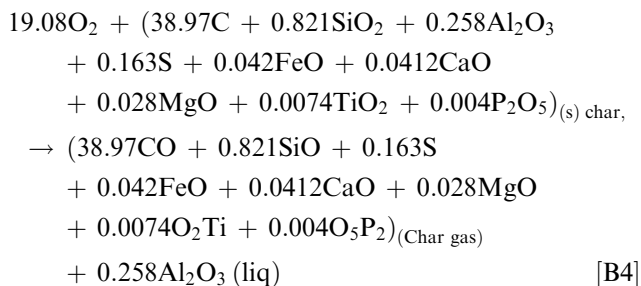 19.08O₂ + (38.97C + 0.821SiO₂ + 0.258Al₂O₃
+ 0.163S + 0.042FeO + 0.0412CaO
+ 0.028MgO + 0.0074TiO₂ + 0.004P₂O₅)₍ₛ₎ char,
→ (38.97CO + 0.821SiO + 0.163S
+ 0.042FeO + 0.0412CaO + 0.028MgO
+ 0.0074O₂Ti + 0.004O₅P₂)(Char gas)
+ 0.258Al₂O₃ (liq) [B4]